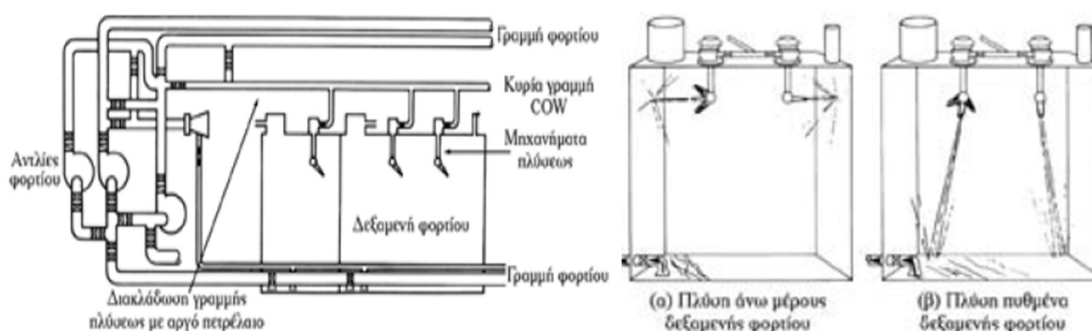 Γραμμή φορτίου
Κυρία γραμμή
COW
Μηχανήματα
πλύσεως
Αντλίες
φορτίου
Δεξαμενή φορτίου
Γραμμή φορτίου
Διακλάδωση γραμμής
πλύσεως με αργό πετρέλαιο
(α) Πλύση άνω μέρους
δεξαμενής φορτίου
(β) Πλύση πυθμένα
δεξαμενής φορτίου